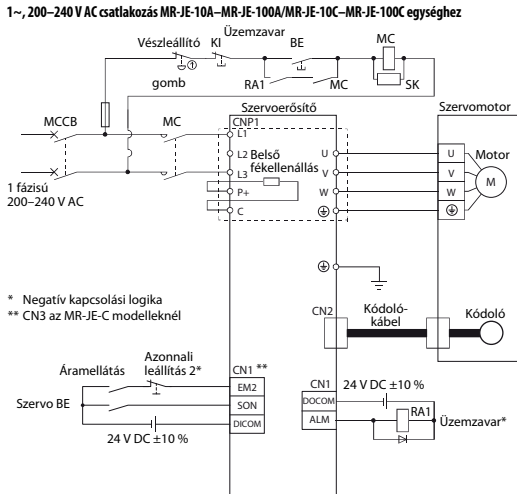 1~, 200–240 V AC csatlakozás MR-JE-10A–MR-JE-100A/MR-JE-10C–MR-JE-100C egységhez
Üzemzavar
Vészleállító KI BE MC
gomb RA1 MC SK
MCCB MC Szervoerősítő Szervomotor
CNP1
L1
L2 Belső U U Motor
fékellenállás V V M
L3
P+ W W
C
1 fázisú
200–240 V AC
* Negatív kapcsolási logika
** CN3 az MR-JE-C modelleknél
CN2 Kódoló- Kódoló
kábel
Azonnali
Áramellátás leállítás 2* CN1 ** CN1 24 V DC ±10 %
EM2 DOCOM
Szervo BE SON ALM RA1 Üzemzavar*
DICOM
24 V DC ±10 %